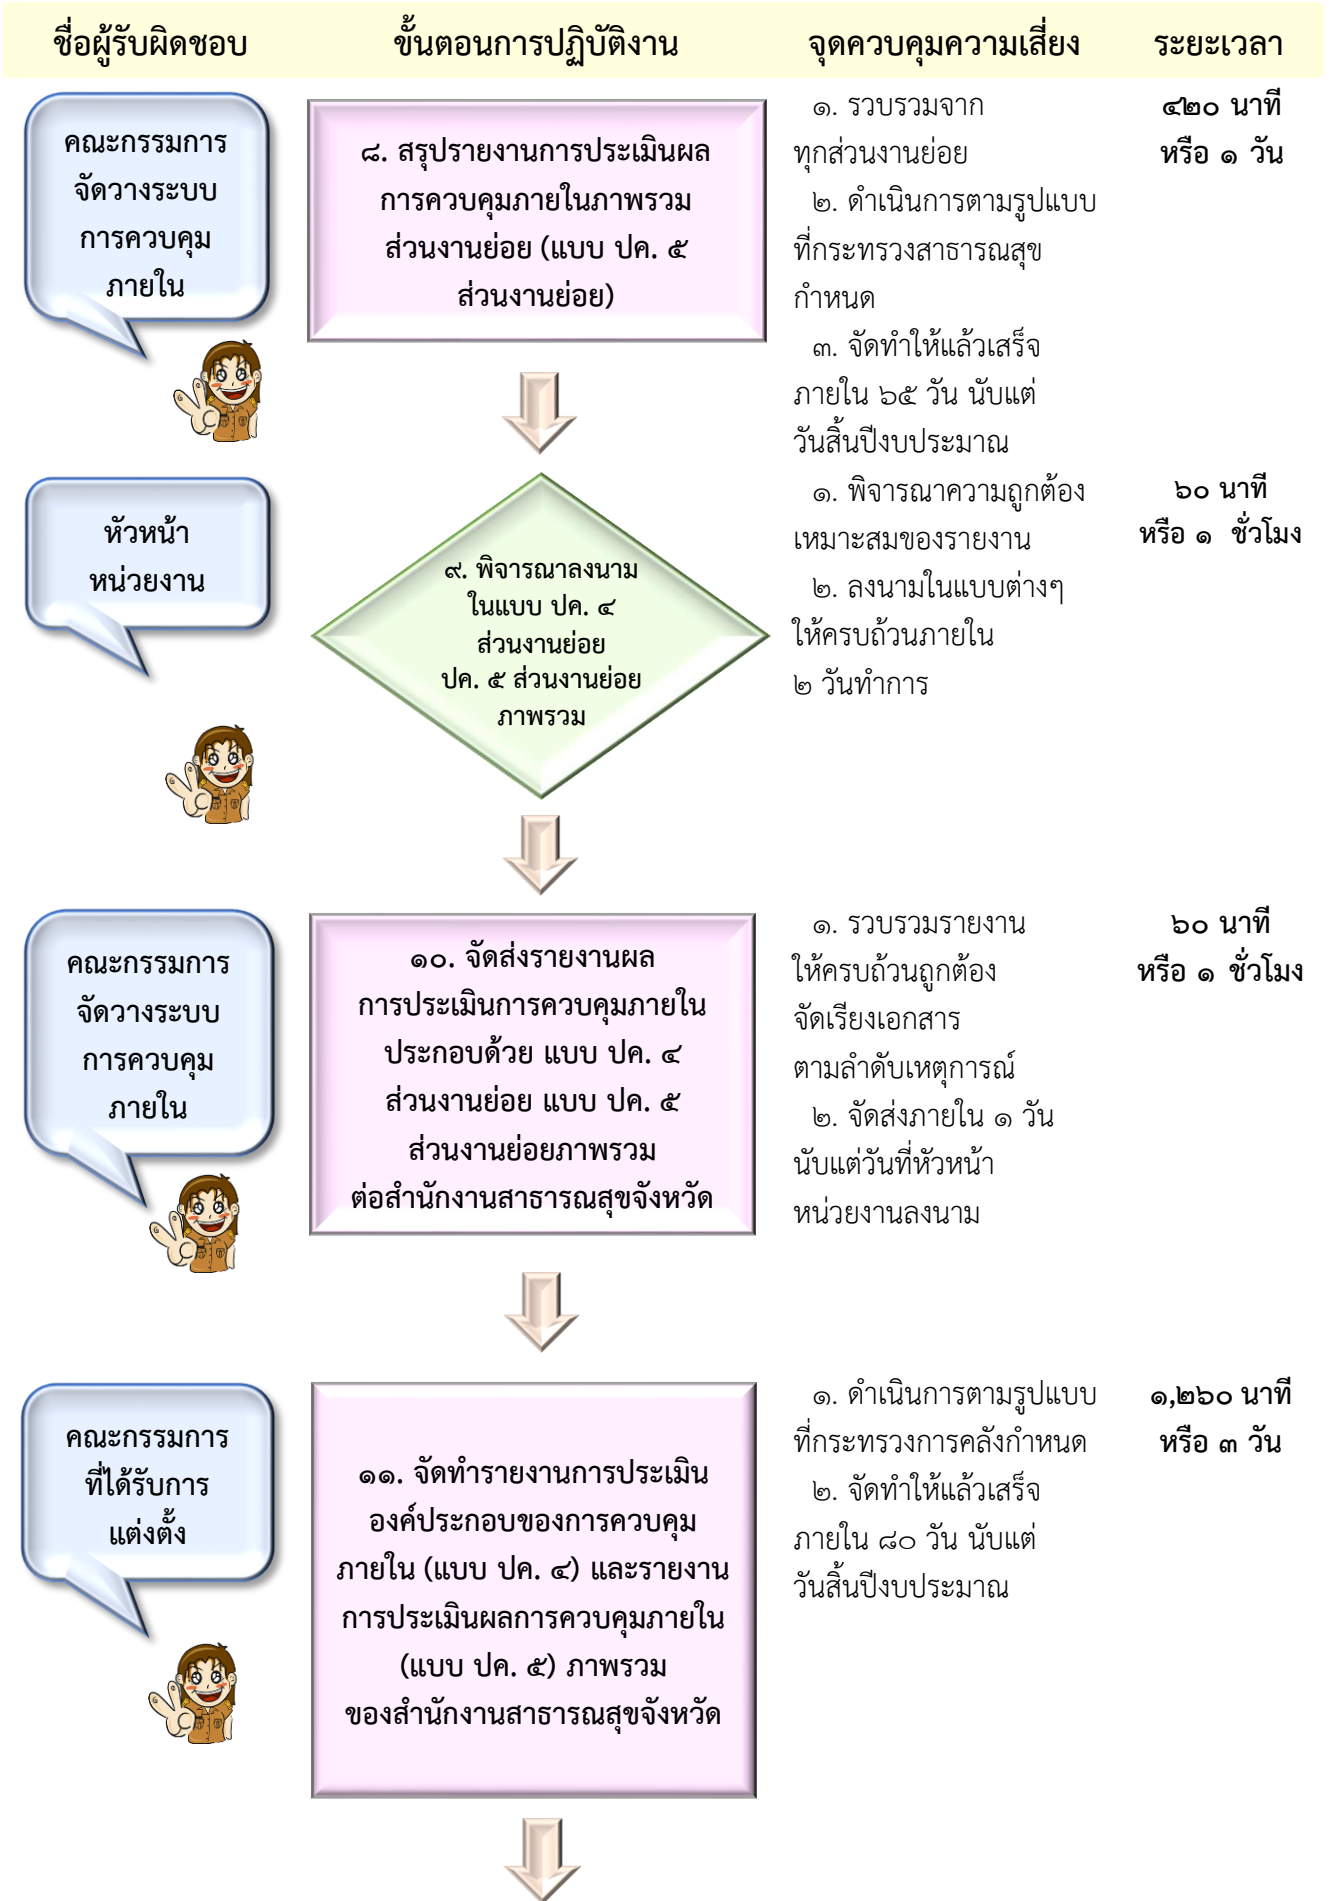 ชื่อผู้รับผิดชอบ ขั้นตอนการปฏิบัติงาน จุดควบคุมความเสี่ยง ระยะเวลา
คณะกรรมการ
จัดวางระบบ
การควบคุม
ภายใน
๘. สรุปรายงานการประเมินผล
การควบคุมภายในภาพรวม
ส่วนงานย่อย (แบบ ปค. ๕
ส่วนงานย่อย)
๑. รวบรวมจาก
ทุกส่วนงานย่อย
๒. ดำเนินการตามรูปแบบ
ที่กระทรวงสาธารณสุข
กำหนด
๓. จัดทำให้แล้วเสร็จ
ภายใน ๖๕ วัน นับแต่
วันสิ้นปีงบประมาณ
๔๒๐ นาที
หรือ ๑ วัน
หัวหน้า
หน่วยงาน
๙. พิจารณาลงนาม
ในแบบ ปค. ๔
ส่วนงานย่อย
ปค. ๕ ส่วนงานย่อย
ภาพรวม
๑. พิจารณาความถูกต้อง
เหมาะสมของรายงาน
๒. ลงนามในแบบต่างๆ
ให้ครบถ้วนภายใน
๒ วันทำการ
๖๐ นาที
หรือ ๑ ชั่วโมง
คณะกรรมการ
จัดวางระบบ
การควบคุม
ภายใน
๑๐. จัดส่งรายงานผล
การประเมินการควบคุมภายใน
ประกอบด้วย แบบ ปค. ๔
ส่วนงานย่อย แบบ ปค. ๕
ส่วนงานย่อยภาพรวม
ต่อสำนักงานสาธารณสุขจังหวัด
๑. รวบรวมรายงาน
ให้ครบถ้วนถูกต้อง
จัดเรียงเอกสาร
ตามลำดับเหตุการณ์
๒. จัดส่งภายใน ๑ วัน
นับแต่วันที่หัวหน้า
หน่วยงานลงนาม
๖๐ นาที
หรือ ๑ ชั่วโมง
คณะกรรมการ
ที่ได้รับการ
แต่งตั้ง
๑๑. จัดทำรายงานการประเมิน
องค์ประกอบของการควบคุม
ภายใน (แบบ ปค. ๔) และรายงาน
การประเมินผลการควบคุมภายใน
(แบบ ปค. ๕) ภาพรวม
ของสำนักงานสาธารณสุขจังหวัด
๑. ดำเนินการตามรูปแบบ
ที่กระทรวงการคลังกำหนด
๒. จัดทำให้แล้วเสร็จ
ภายใน ๘๐ วัน นับแต่
วันสิ้นปีงบประมาณ
๑,๒๖๐ นาที
หรือ ๓ วัน